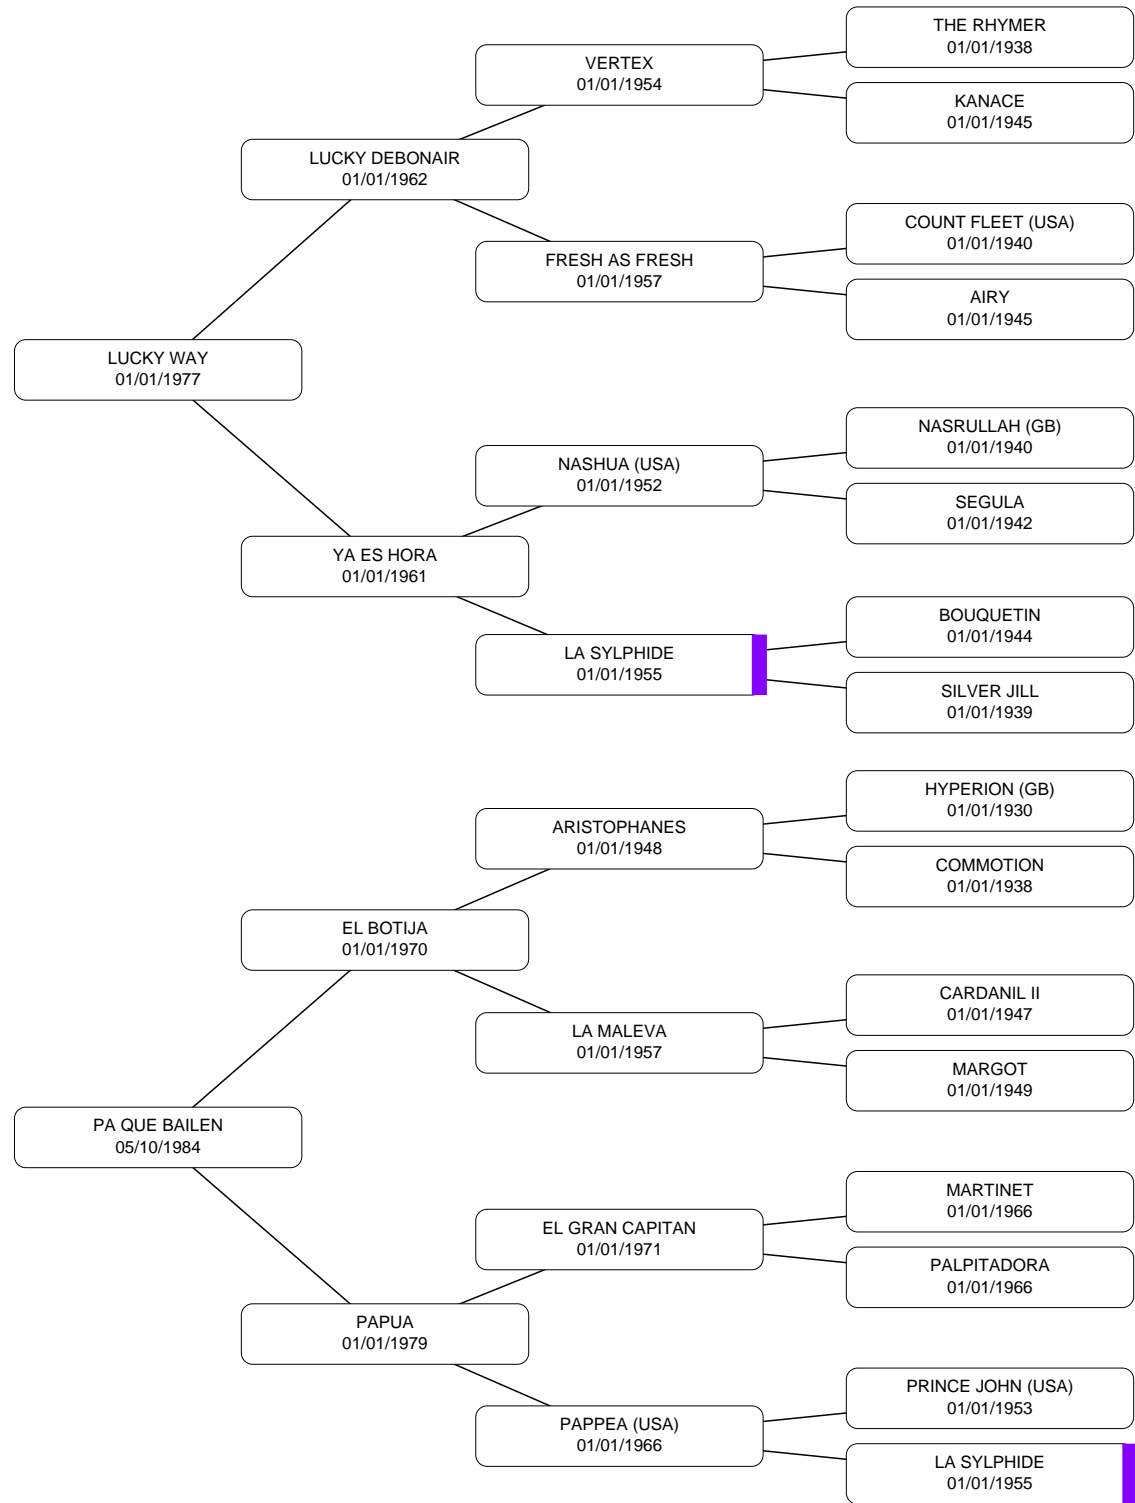 THE RHYMER
01/01/1938
VERTEX
01/01/1954
KANACE
01/01/1945
LUCKY DEBONAIR
01/01/1962
COUNT FLEET (USA)
01/01/1940
FRESH AS FRESH
01/01/1957
AIRY
01/01/1945
LUCKY WAY
01/01/1977
NASRULLAH (GB)
01/01/1940
NASHUA (USA)
01/01/1952
SEGULA
01/01/1942
YA ES HORA
01/01/1961
BOUQUETIN
01/01/1944
LA SYLPHIDE
01/01/1955
SILVER JILL
01/01/1939
HYPERION (GB)
01/01/1930
ARISTOPHANES
01/01/1948
COMMOTION
01/01/1938
EL BOTIJA
01/01/1970
CARDANIL II
01/01/1947
LA MALEVA
01/01/1957
MARGOT
01/01/1949
PA QUE BAILEN
05/10/1984
MARTINET
01/01/1966
EL GRAN CAPITAN
01/01/1971
PALPITADORA
01/01/1966
PAPUA
01/01/1979
PRINCE JOHN (USA)
01/01/1953
PAPPEA (USA)
01/01/1966
LA SYLPHIDE
01/01/1955